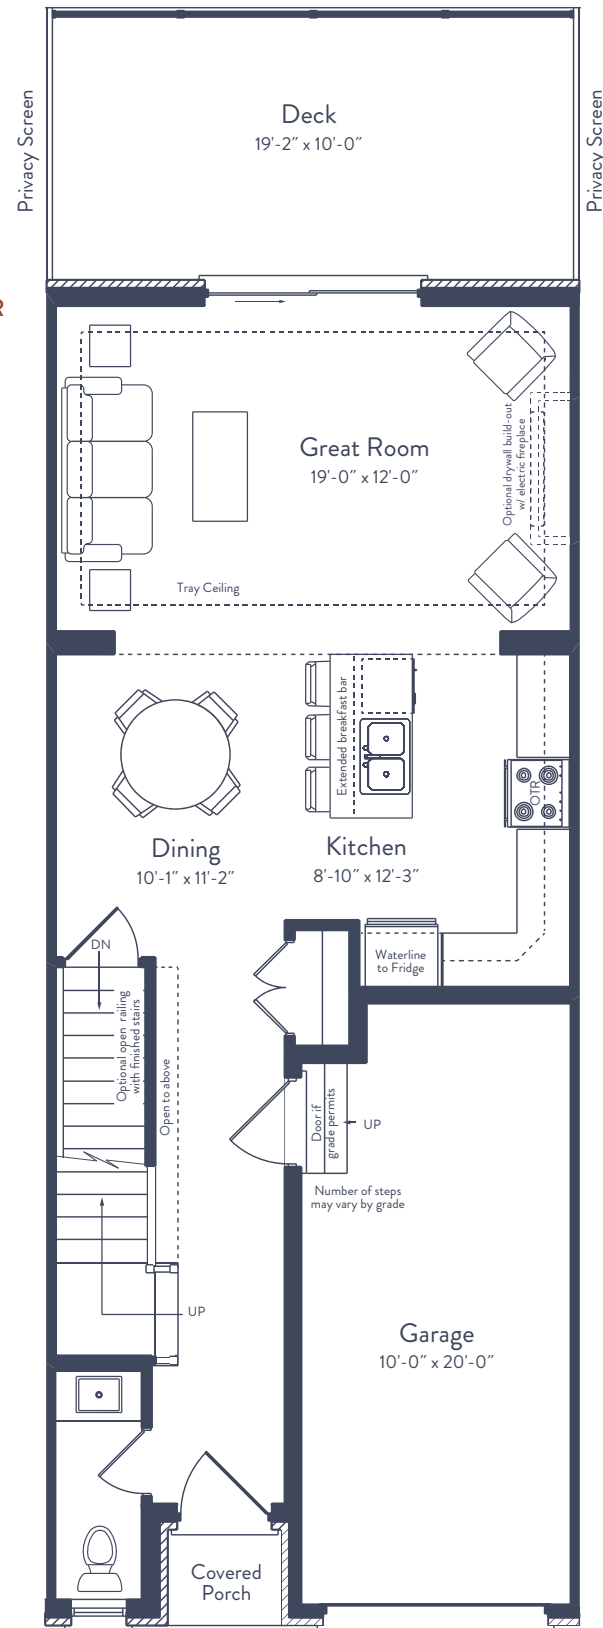 Privacy Screen
Privacy Screen
Deck
19'-2" x 10'-0"
R
Great Room
19'-0" x 12'-0"
Optional drywall build-out
w/ electric fireplace
Tray Ceiling
Extended breakfast bar
OTR
Dining
10'-1" x 11'-2"
Kitchen
8'-10" x 12'-3"
DN
Waterline
to Fridge
Optional open railing
with finished stairs
Open to above
Door if
grade permits
UP
Number of steps
may vary by grade
UP
Garage
10'-0" x 20'-0"
Covered
Porch